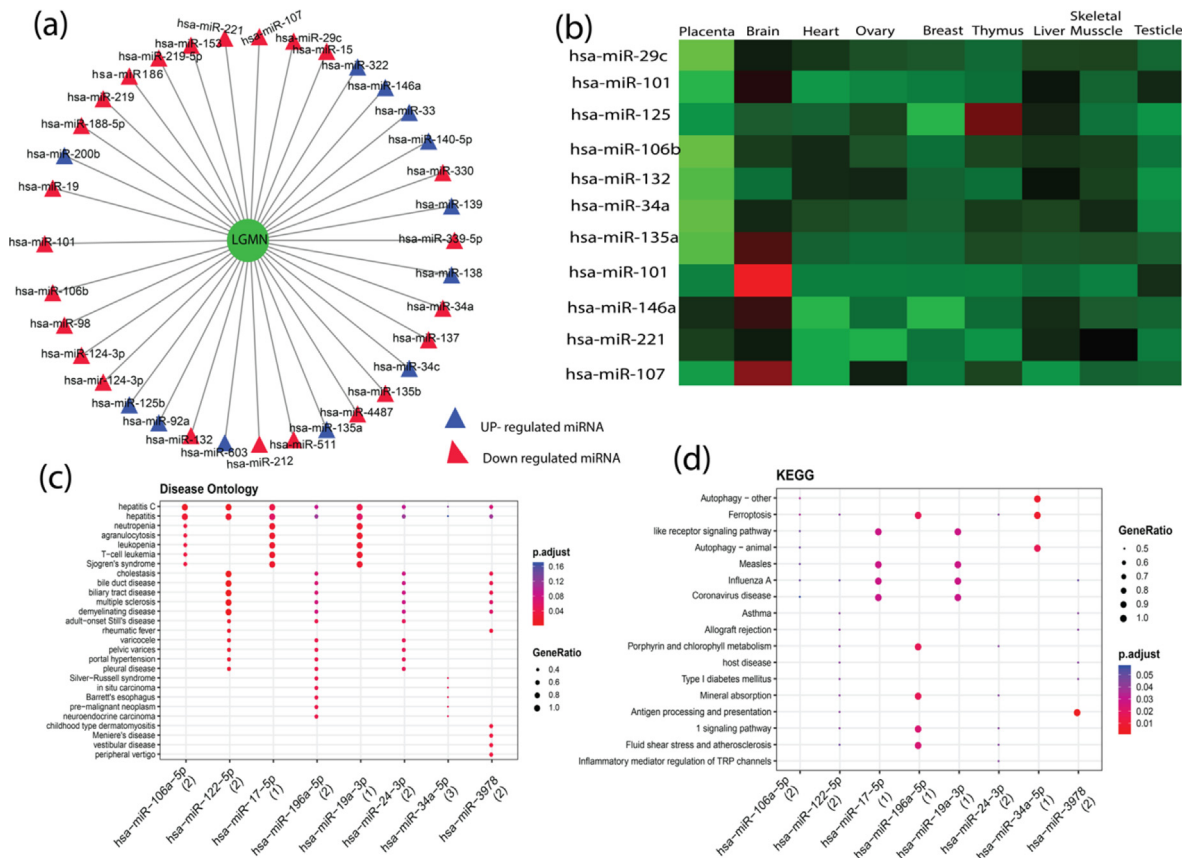 (a)
hsa-miR-107
hsa-miR-221
hsa-miR-29c
hsa-miR-153
hsa-miR-15
hsa-miR-219-5p
hsa-miR-322
hsa-miR186
hsa-miR-146a
hsa-miR-219
hsa-miR-33
hsa-miR-188-5p
hsa-miR-140-5p
hsa-miR-200b
hsa-miR-330
hsa-miR-19
hsa-miR-139
LGMN
hsa-miR-101
hsa-miR-339-5p
hsa-miR-138
hsa-miR-106b
hsa-miR-34a
hsa-miR-98
hsa-miR-137
hsa-miR-124-3p
hsa-miR-34c
hsa-miR-124-3p
hsa-miR-135b
hsa-miR-125b
hsa-miR-4487
hsa-miR-92a
hsa-miR-135a
hsa-miR-132
hsa-miR-511
hsa-miR-603
hsa-miR-212
UP- regulated miRNA
Down regulated miRNA
(b)
Placenta Brain Heart Ovary Breast Thymus Liver Skeletal Muscle Testicle
hsa-miR-29c
hsa-miR-101
hsa-miR-125
hsa-miR-106b
hsa-miR-132
hsa-miR-34a
hsa-miR-135a
hsa-miR-101
hsa-miR-146a
hsa-miR-221
hsa-miR-107
(c)
Disease Ontology
hepatitis C
hepatitis
neutropenia
agranulocytosis
leukopenia
T-cell leukemia
Sjogren's syndrome
cholestasis
bile duct disease
biliary tract disease
multiple sclerosis
demyelinating disease
adult-onset Still's disease
rheumatic fever
varicocele
pelvic varices
portal hypertension
pleural disease
Silver-Russell syndrome
in situ carcinoma
Barrett's esophagus
pre-malignant neoplasm
neuroendocrine carcinoma
childhood type dermatomyositis
Meniere's disease
vestibular disease
peripheral vertigo
hsa-miR-106a-5p (2)
hsa-miR-122-5p (2)
hsa-miR-17-5p (1)
hsa-miR-196a-5p (2)
hsa-miR-19a-3p (1)
hsa-miR-24-3p (2)
hsa-miR-34a-5p (3)
hsa-miR-3978 (2)
p.adjust
0.16
0.12
0.08
0.04
GeneRatio
0.4
0.6
0.8
1.0
(d)
KEGG
Autophagy - other
Ferroptosis
like receptor signaling pathway
Autophagy - animal
Measles
Influenza A
Coronavirus disease
Asthma
Allograft rejection
Porphyrin and chlorophyll metabolism
host disease
Type I diabetes mellitus
Mineral absorption
Antigen processing and presentation
1 signaling pathway
Fluid shear stress and atherosclerosis
Inflammatory mediator regulation of TRP channels
hsa-miR-106a-5p (2)
hsa-miR-122-5p (2)
hsa-miR-17-5p (1)
hsa-miR-196a-5p (1)
hsa-miR-19a-3p (1)
hsa-miR-24-3p (2)
hsa-miR-34a-5p (1)
hsa-miR-3978 (2)
GeneRatio
0.5
0.6
0.7
0.8
0.9
1.0
p.adjust
0.05
0.04
0.03
0.02
0.01